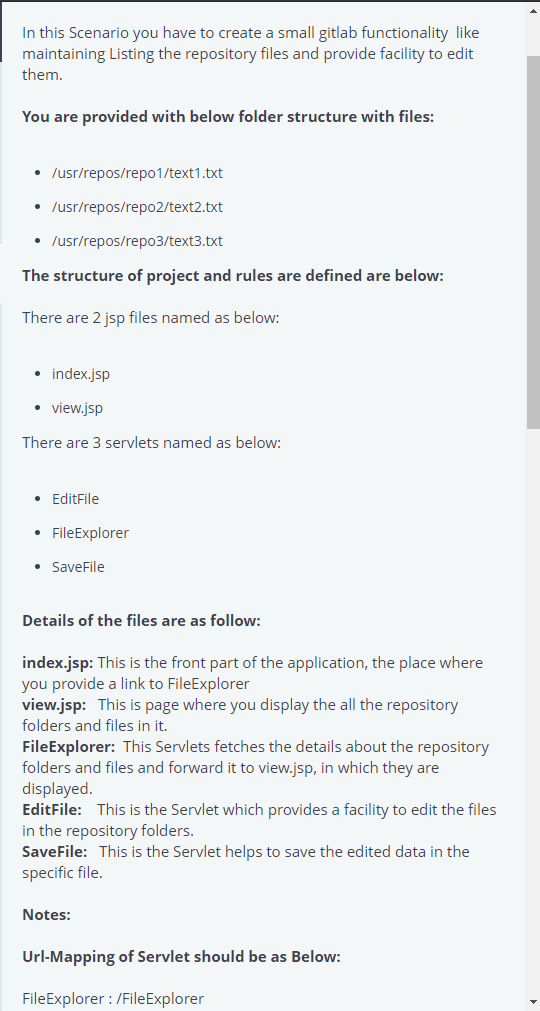 In this Scenario you have to create a small gitlab functionality  like
maintaining Listing the repository files and provide facility to edit
them.
You are provided with below folder structure with files:
• /usr/repos/repo1/text1.txt
• /usr/repos/repo2/text2.txt
• /usr/repos/repo3/text3.txt
The structure of project and rules are defined are below:
There are 2 jsp files named as below:
• index.jsp
• view.jsp
There are 3 servlets named as below:
• EditFile
• FileExplorer
• SaveFile
Details of the files are as follow:
index.jsp: This is the front part of the application, the place where
you provide a link to FileExplorer
view.jsp:   This is page where you display the all the repository
folders and files in it.
FileExplorer:  This Servlets fetches the details about the repository
folders and files and forward it to view.jsp, in which they are
displayed.
EditFile:    This is the Servlet which provides a facility to edit the files
in the repository folders.
SaveFile:   This is the Servlet helps to save the edited data in the
specific file.
Notes:
Url-Mapping of Servlet should be as Below:
FileExplorer : /FileExplorer